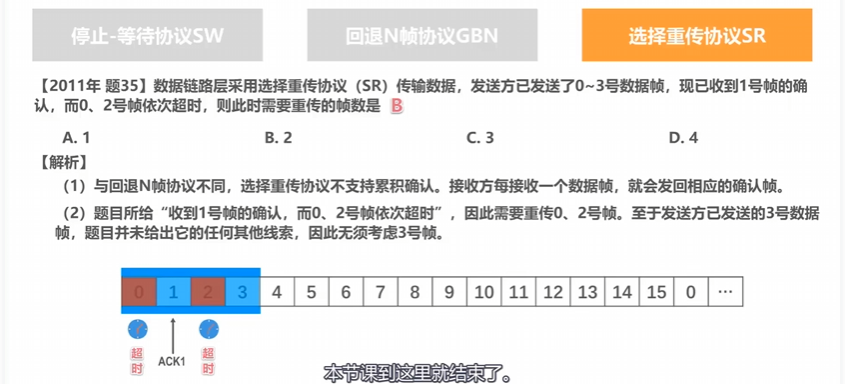 停止-等待协议SW 回退N帧协议GBN 选择重传协议SR
【2011年 题35】数据链路层采用选择重传协议（SR）传输数据，发送方已发送了0~3号数据帧，现已收到1号帧的确
认，而0、2号帧依次超时，则此时需要重传的帧数是 B
A. 1 B. 2 C. 3 D. 4
【解析】
（1）与回退N帧协议不同，选择重传协议不支持累积确认。接收方每接收一个数据帧，就会发回相应的确认帧。
（2）题目所给“收到1号帧的确认，而0、2号帧依次超时”，因此需要重传0、2号帧。至于发送方已发送的3号数据
帧，题目并未给出它的任何其他线索，因此无须考虑3号帧。
0 1 2 3 4 5 6 7 8 9 10 11 12 13 14 15 0 …
超时 ACK1 超时
本节课到这里就结束了。